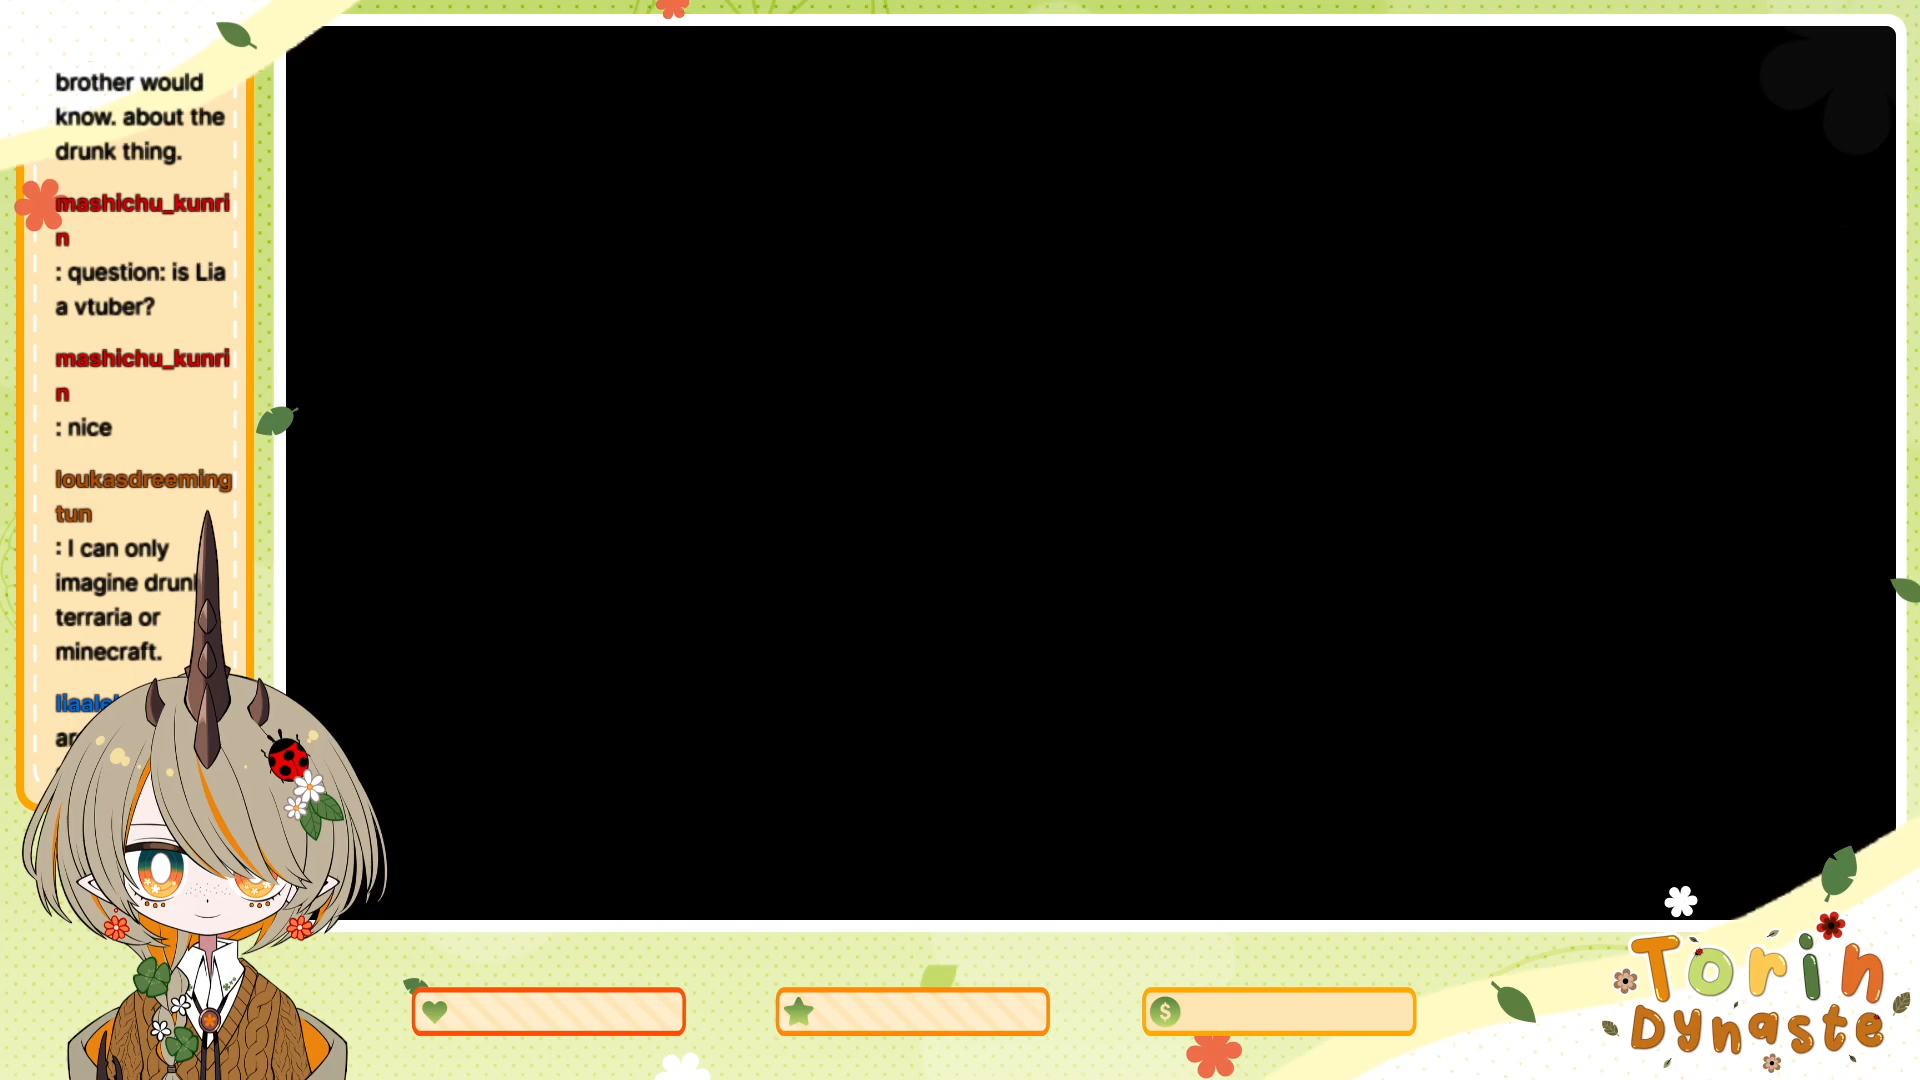 brother would
know. about the
drunk thing.
mashichu_kunri
n
: question: is Lia
a vtuber?
mashichu_kunri
n
: nice
loukasdreeming
tun
: I can only
imagine drunk
terraria or
minecraft.
Torin
Dynaste